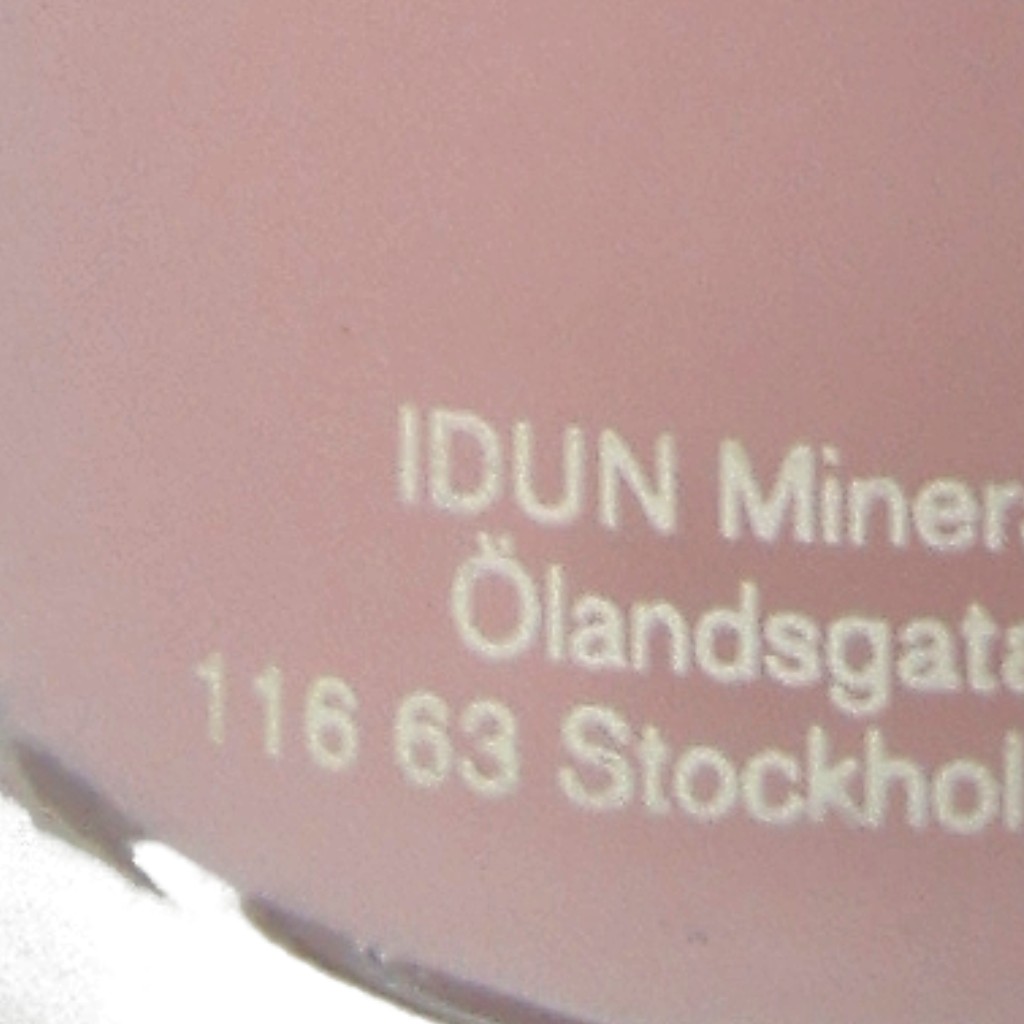 IDUN Minera
Ölandsgata
116 63 Stockhol